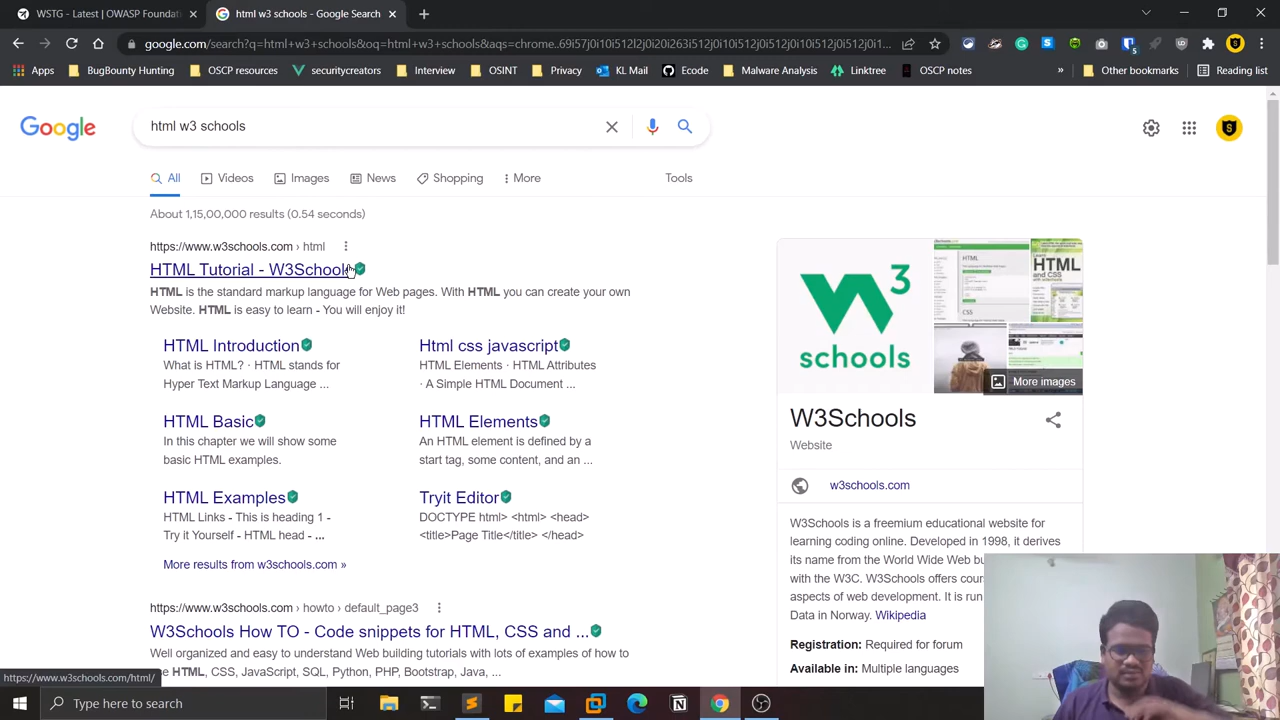 WSTG - Latest | OWASP Foundatio
html w3 schools - Google Search
google.com/search?q=html+w3+schools&oq=html+w3+schools&aqs=chrome..69i57j0i512j0i20i263i512j0i512l7...
Apps
BugBounty Hunting
OSCP resources
securitycreators
Interview
OSINT
Privacy
KL Mail
Exploit Code
Malware Analysis
Linktree
OSCP
»
Other bookmarks
Reading list
Google
html w3 schools
All
Videos
Images
News
Shopping
More
Tools
About 1,15,00,000 results (0.54 seconds)
https://www.w3schools.com › html
HTML Tutorial - W3Schools
HTML is the standard markup language for Web pages. With HTML you can create your own
Website. HTML is easy to learn - You will enjoy it!
HTML Introduction
What is HTML? · HTML stands for
Hyper Text Markup Language ...
Html css javascript
HTML Elements · HTML Attributes
· A Simple HTML Document ...
HTML Basic
In this chapter we will show some
basic HTML examples.
HTML Elements
An HTML element is defined by a
start tag, some content, and an ...
HTML Examples
HTML Links - This is heading 1 -
Try it Yourself - HTML head - ...
Tryit Editor
DOCTYPE html> <html> <head>
<title>Page Title</title> </head>
More results from w3schools.com »
https://www.w3schools.com › howto › default_page3
W3Schools How TO - Code snippets for HTML, CSS and ...
Well organized and easy to understand Web building tutorials with lots of examples of how to
HTML, CSS, JavaScript, SQL, Python, PHP, Bootstrap, Java, ...
W3
schools
Learn
HTML
and
CSS
More images
W3Schools
Website
w3schools.com
W3Schools is a freemium educational website for
learning coding online. Developed in 1998, it derives
its name from the World Wide Web bu
with the W3C. W3Schools offers cours
aspects of web development. It is run
Data in Norway. Wikipedia
Registration: Required for forum
Available in: Multiple languages
https://www.w3schools.com/html/
Type here to search